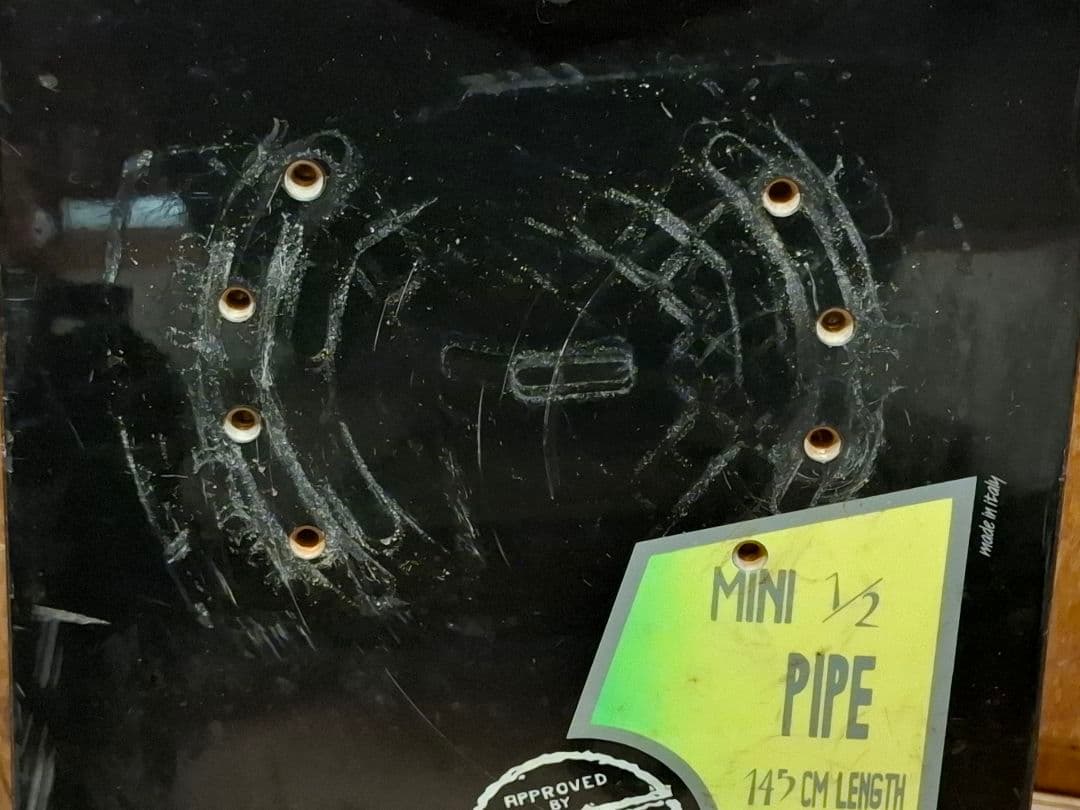 made in italy
MINI 1/2
PIPE
145 CM LENGTH
APPROVED
BY